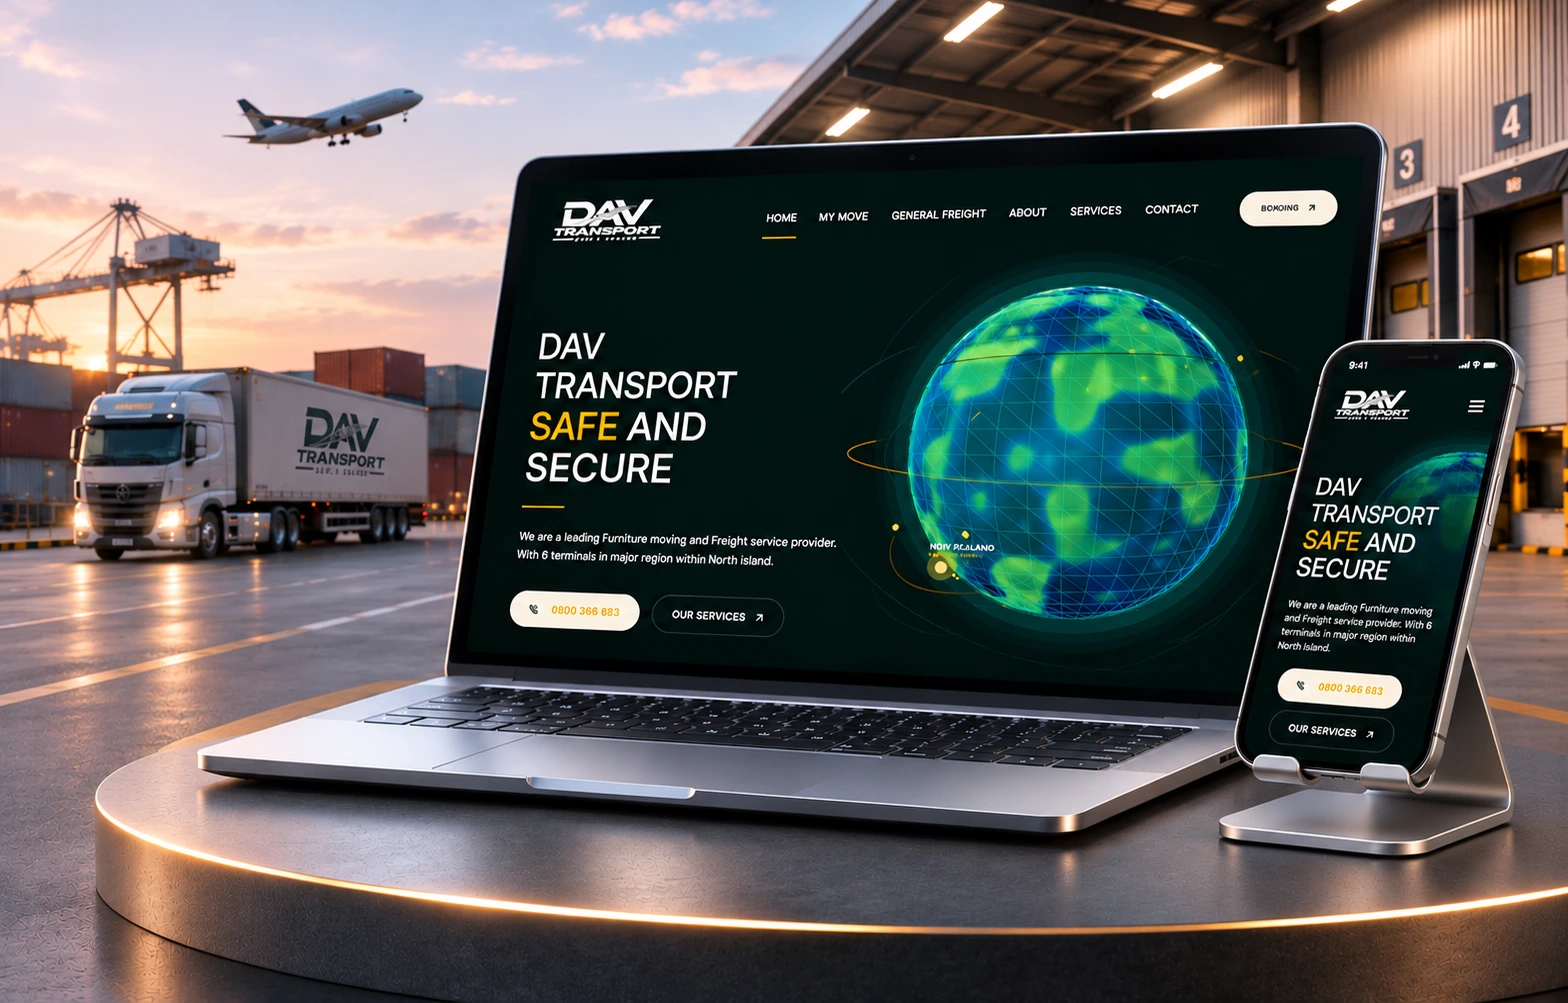 3
4
DAV
TRANSPORT
HOME
MY MOVE
GENERAL FREIGHT
ABOUT
SERVICES
CONTACT
DAV
TRANSPORT
SAFE AND
SECURE
We are a leading Furniture moving and Freight service provider.
With 6 terminals in major region within North island.
0800 366 683
OUR SERVICES
DAV
TRANSPORT
9:41
DAV
TRANSPORT
DAV
TRANSPORT
SAFE AND
SECURE
We are a leading Furniture moving
and Freight service provider. With 6
terminals in major region within
North island.
0800 366 683
OUR SERVICES